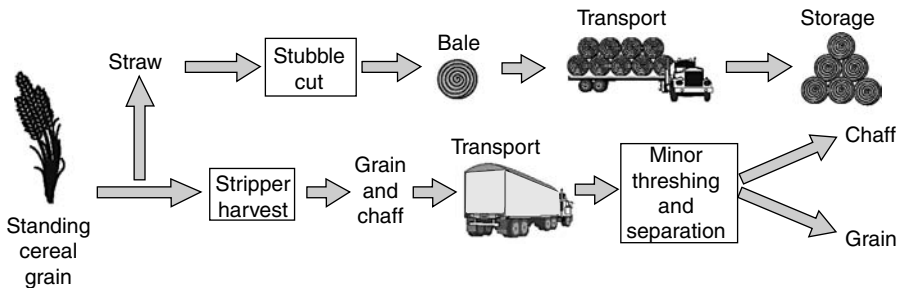 Transport
Storage
Straw
Stubble
cut
Bale
Chaff
Stripper
harvest
Grain
and
chaff
Transport
Minor
threshing
and
separation
Standing
cereal
grain
Grain